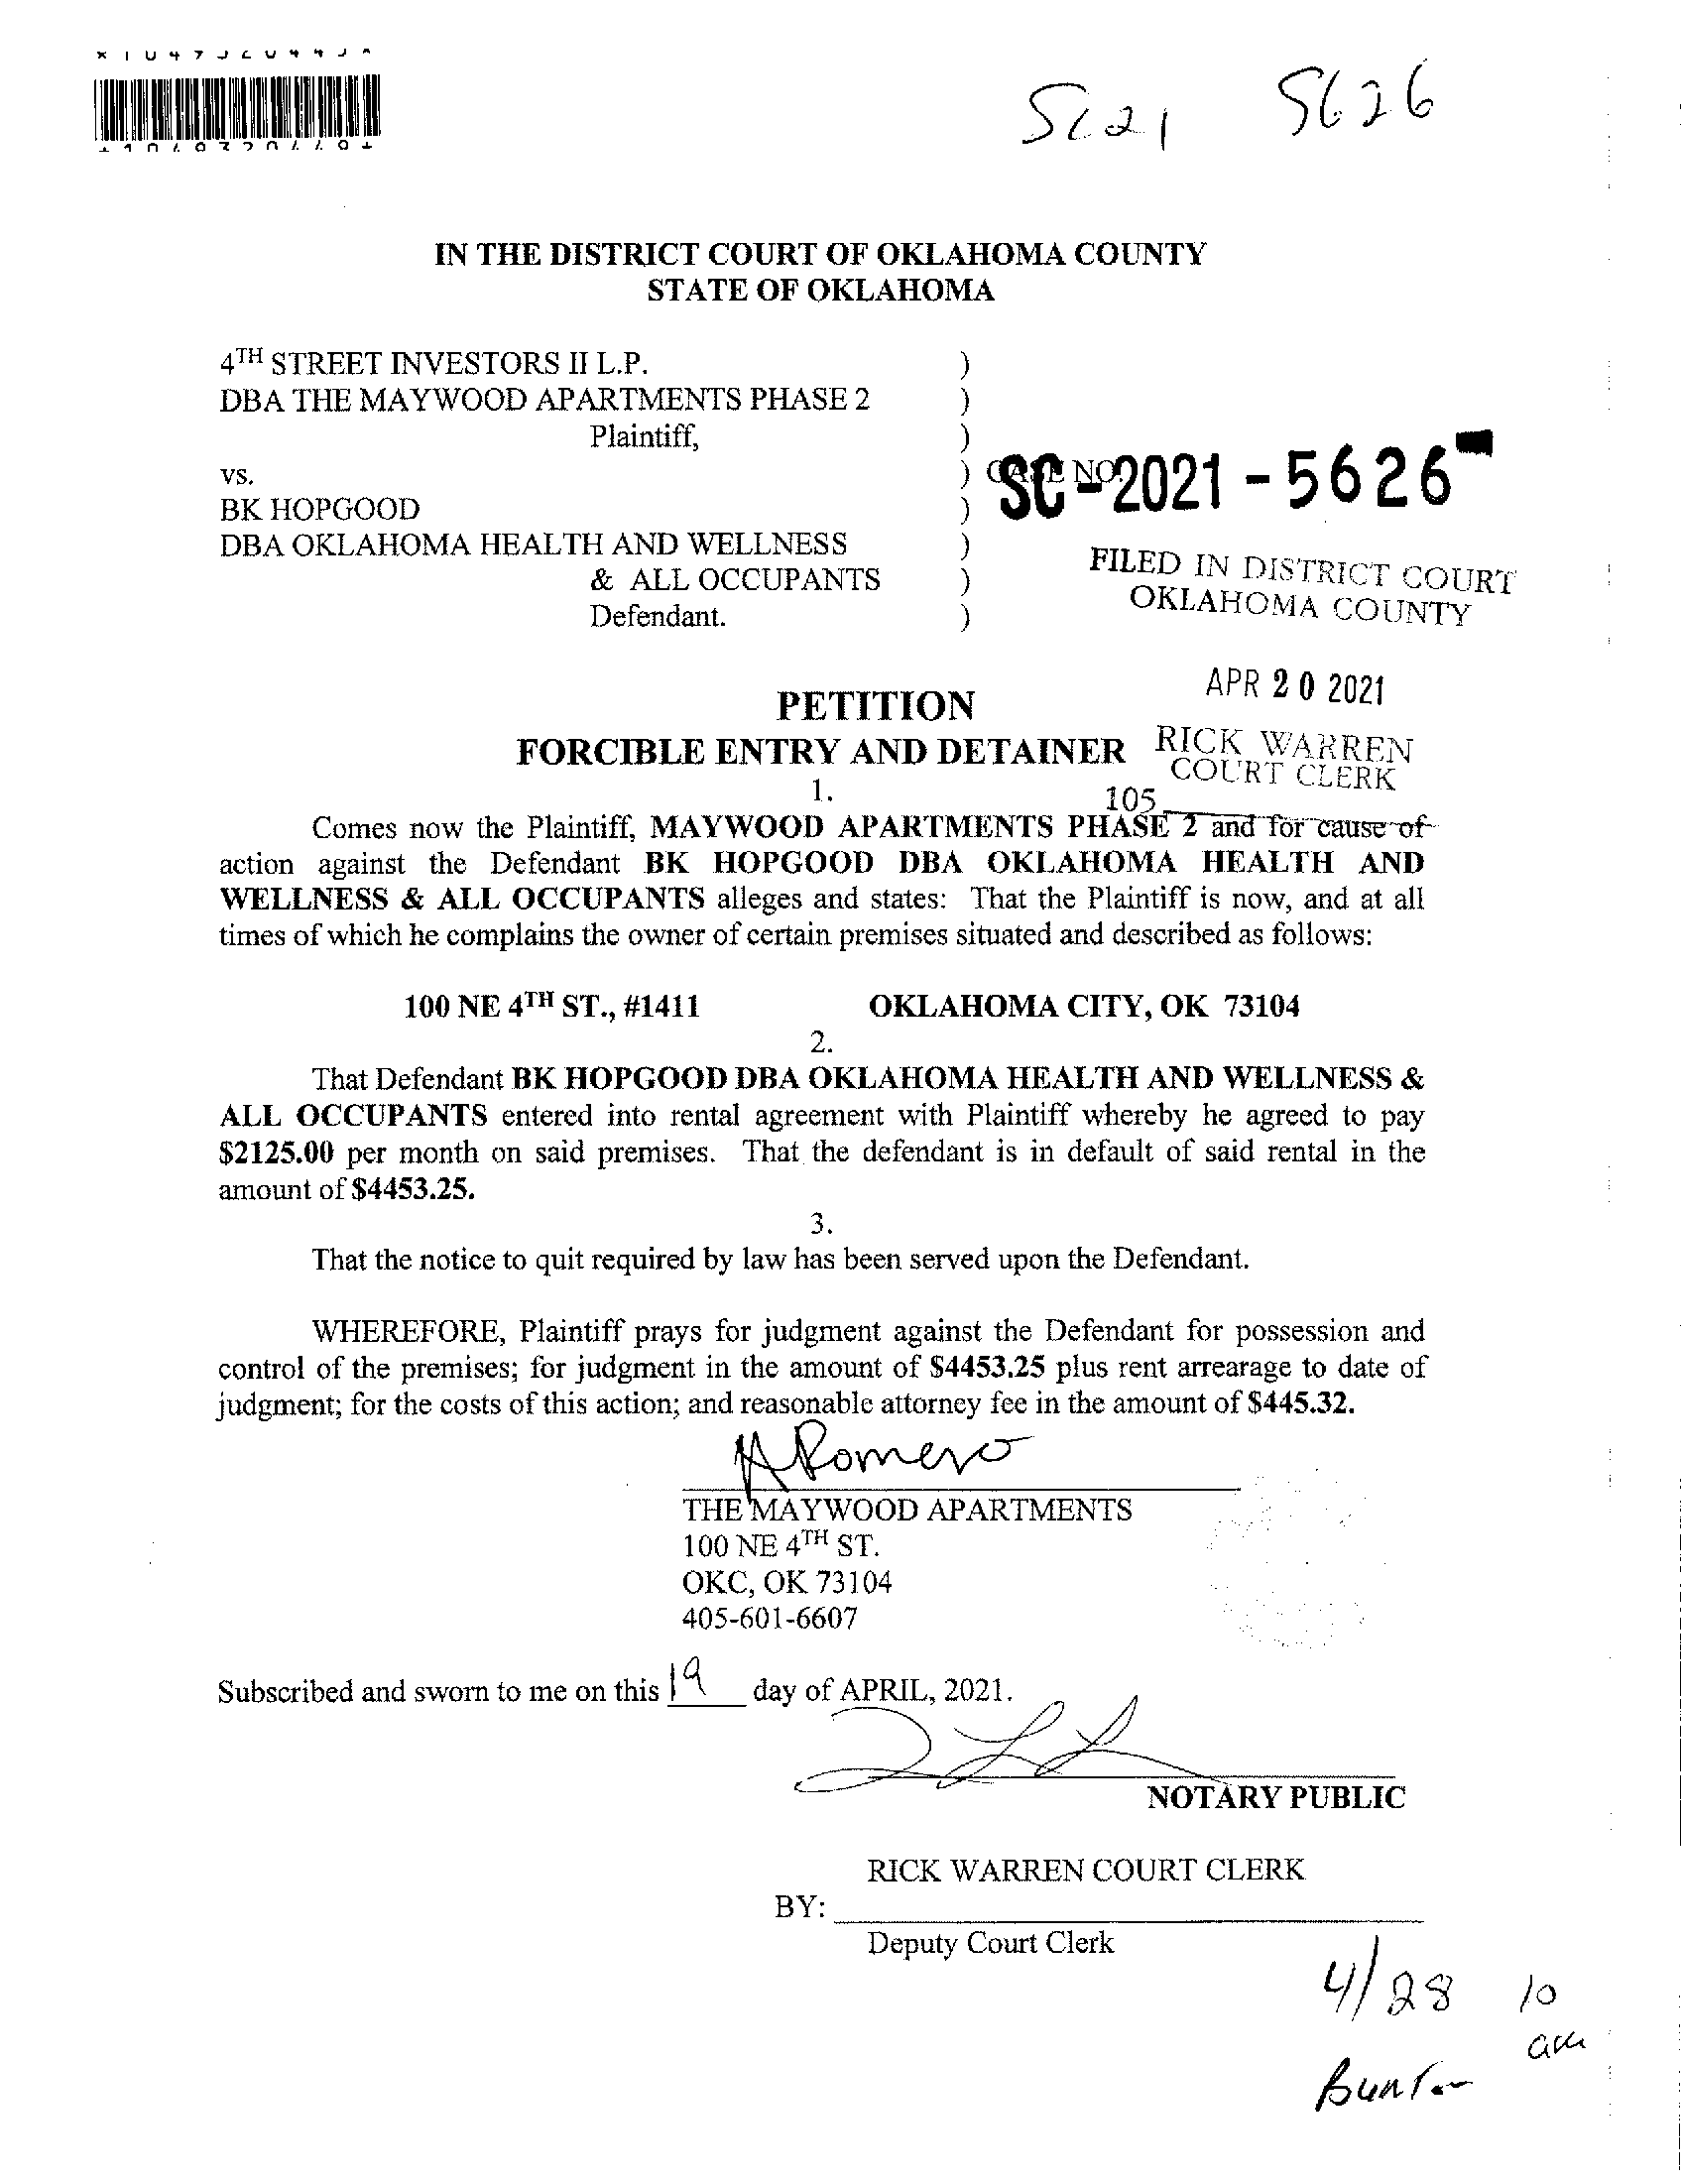 SC21 5626
IN THE DISTRICT COURT OF OKLAHOMA COUNTY
STATE OF OKLAHOMA
4TH STREET INVESTORS II L.P. )
DBA THE MAYWOOD APARTMENTS PHASE 2 )
Plaintiff, )
vs. ) CASE NO. SC-2021-5626
BK HOPGOOD )
DBA OKLAHOMA HEALTH AND WELLNESS )
& ALL OCCUPANTS )
Defendant. )
FILED IN DISTRICT COURT
OKLAHOMA COUNTY
APR 20 2021
PETITION
FORCIBLE ENTRY AND DETAINER
RICK WARREN
COURT CLERK
1.
105
Comes now the Plaintiff, MAYWOOD APARTMENTS PHASE 2 and for cause of
action against the Defendant BK HOPGOOD DBA OKLAHOMA HEALTH AND
WELLNESS & ALL OCCUPANTS alleges and states: That the Plaintiff is now, and at all
times of which he complains the owner of certain premises situated and described as follows:
100 NE 4TH ST., #1411 OKLAHOMA CITY, OK 73104
2.
That Defendant BK HOPGOOD DBA OKLAHOMA HEALTH AND WELLNESS &
ALL OCCUPANTS entered into rental agreement with Plaintiff whereby he agreed to pay
$2125.00 per month on said premises. That the defendant is in default of said rental in the
amount of $4453.25.
3.
That the notice to quit required by law has been served upon the Defendant.
WHEREFORE, Plaintiff prays for judgment against the Defendant for possession and
control of the premises; for judgment in the amount of $4453.25 plus rent arrearage to date of
judgment; for the costs of this action; and reasonable attorney fee in the amount of $445.32.
A Romero
THE MAYWOOD APARTMENTS
100 NE 4TH ST.
OKC, OK 73104
405-601-6607
Subscribed and sworn to me on this 19 day of APRIL, 2021.
NOTARY PUBLIC
RICK WARREN COURT CLERK
BY:
Deputy Court Clerk
4/28 10
am